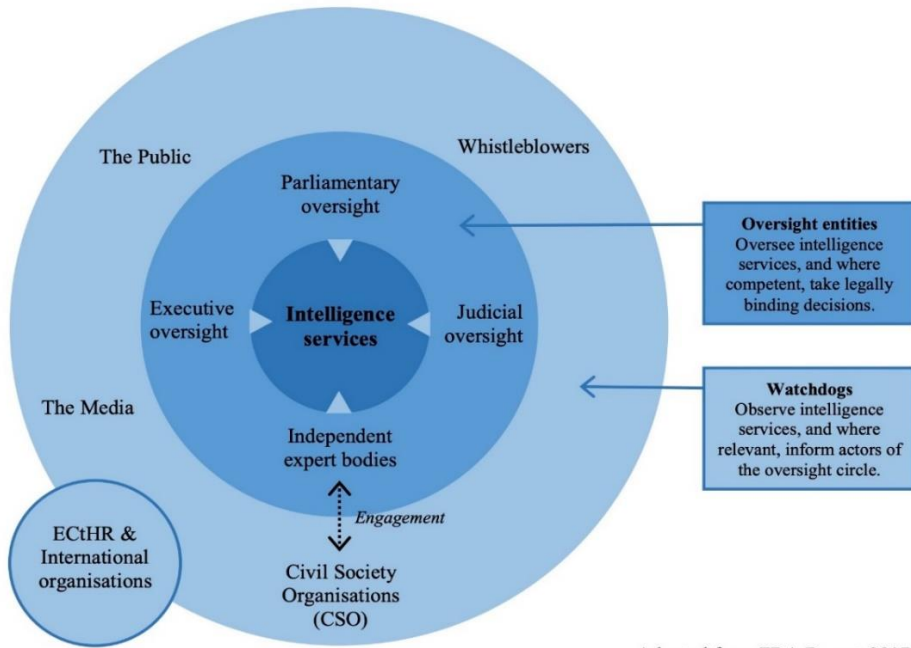 The Public
Whistleblowers
Parliamentary
oversight
Executive
oversight
Intelligence
services
Judicial
oversight
The Media
Independent
expert bodies
Engagement
ECtHR &
International
organisations
Civil Society
Organisations
(CSO)
Oversight entities
Oversee intelligence
services, and where
competent, take legally
binding decisions.
Watchdogs
Observe intelligence
services, and where
relevant, inform actors of
the oversight circle.